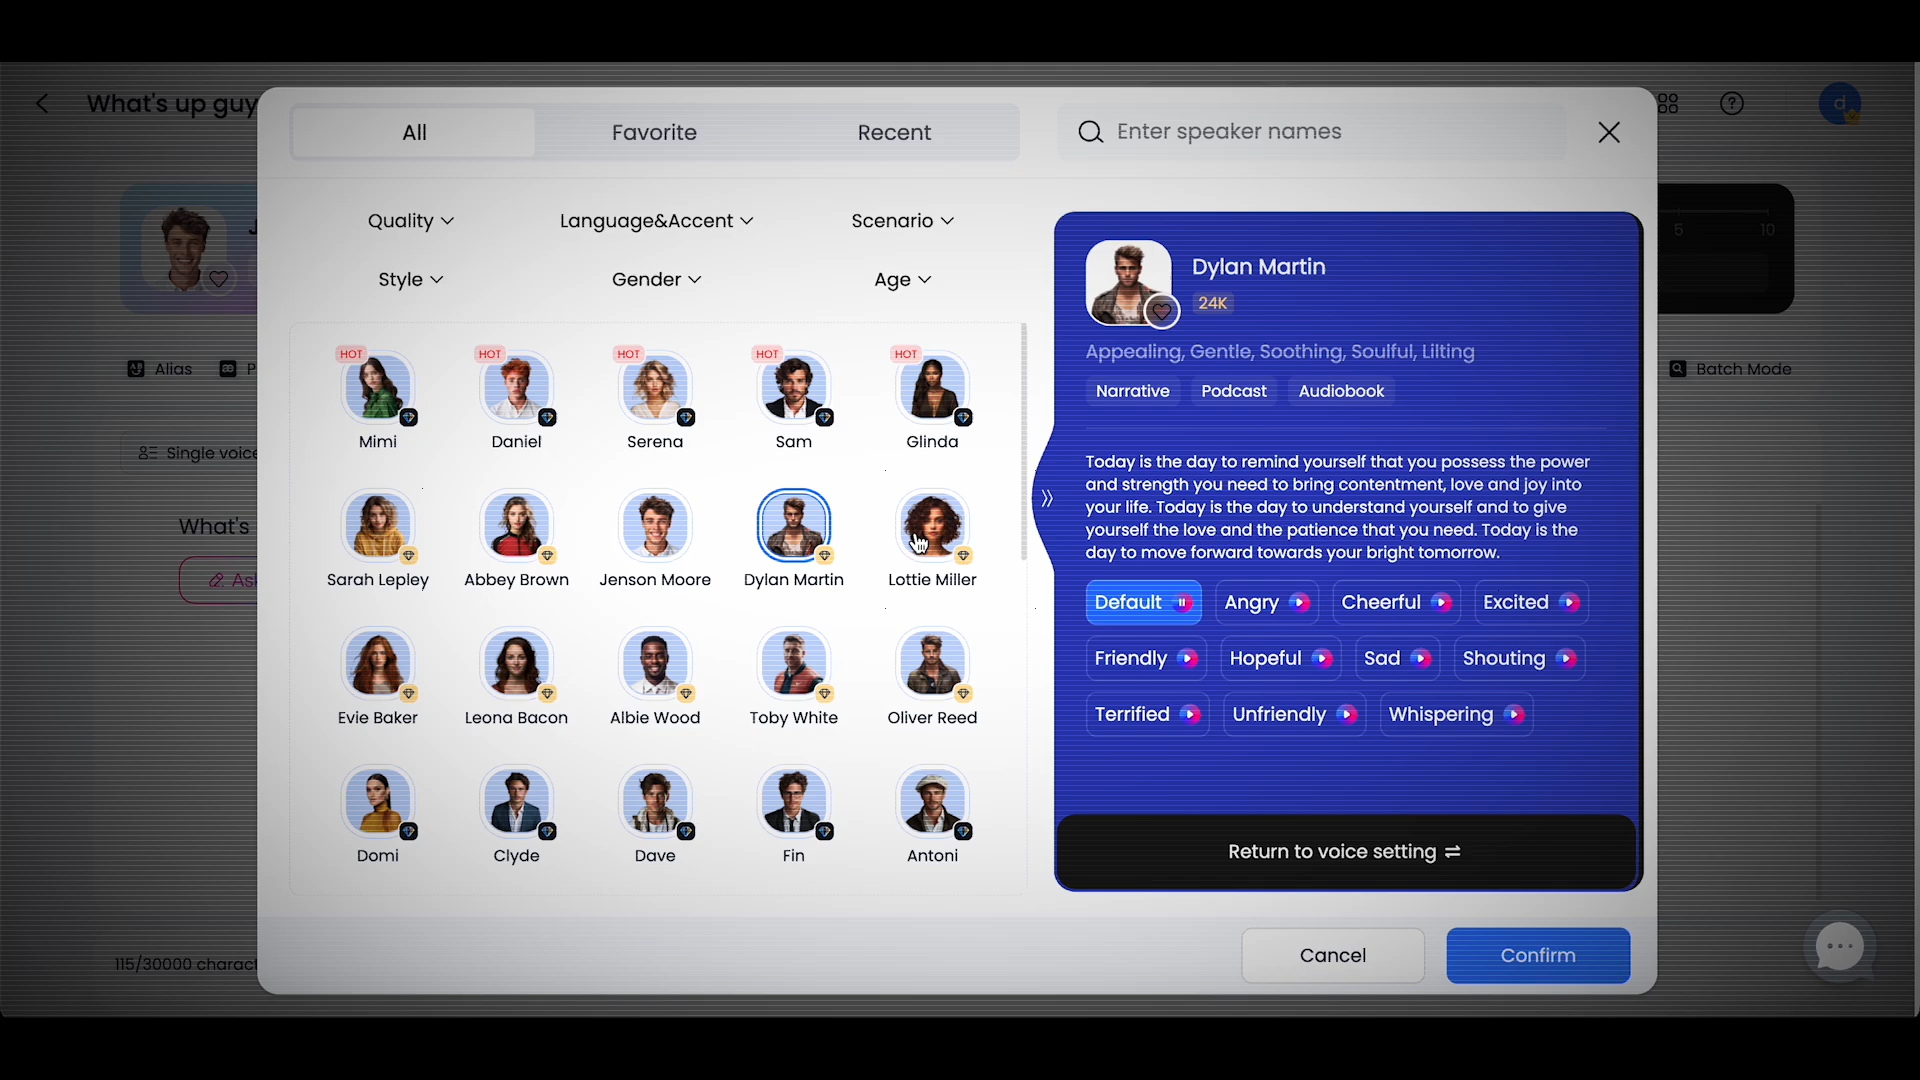 What's up guy
All
Favorite
Recent
Enter speaker names
d
Quality
Language&Accent
Scenario
Style
Gender
Age
5
10
Dylan Martin
24K
Appealing, Gentle, Soothing, Soulful, Lilting
Narrative
Podcast
Audiobook
Alias
P
Batch Mode
HOT
HOT
HOT
HOT
HOT
Mimi
Daniel
Serena
Sam
Glinda
Single voice
Today is the day to remind yourself that you possess the power
and strength you need to bring contentment, love and joy into
your life. Today is the day to understand yourself and to give
yourself the love and the patience that you need. Today is the
day to move forward towards your bright tomorrow.
What's
Ask
Sarah Lepley
Abbey Brown
Jenson Moore
Dylan Martin
Lottie Miller
Default
Angry
Cheerful
Excited
Friendly
Hopeful
Sad
Shouting
Terrified
Unfriendly
Whispering
Evie Baker
Leona Bacon
Albie Wood
Toby White
Oliver Reed
Domi
Clyde
Dave
Fin
Antoni
Return to voice setting
115/30000 charact
Cancel
Confirm